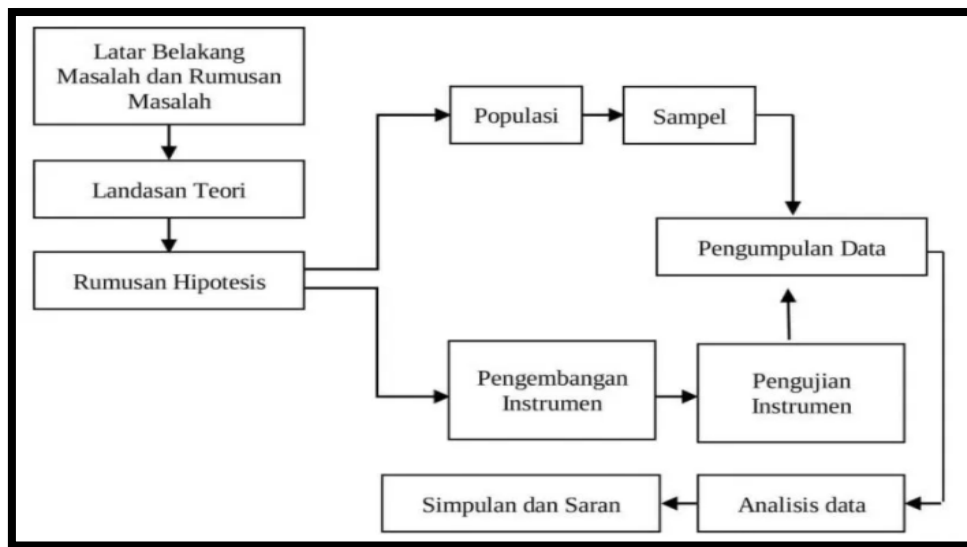 Latar Belakang
Masalah dan Rumusan
Masalah
Landasan Teori
Rumusan Hipotesis
Populasi
Sampel
Pengumpulan Data
Pengembangan
Instrumen
Pengujian
Instrumen
Analisis data
Simpulan dan Saran